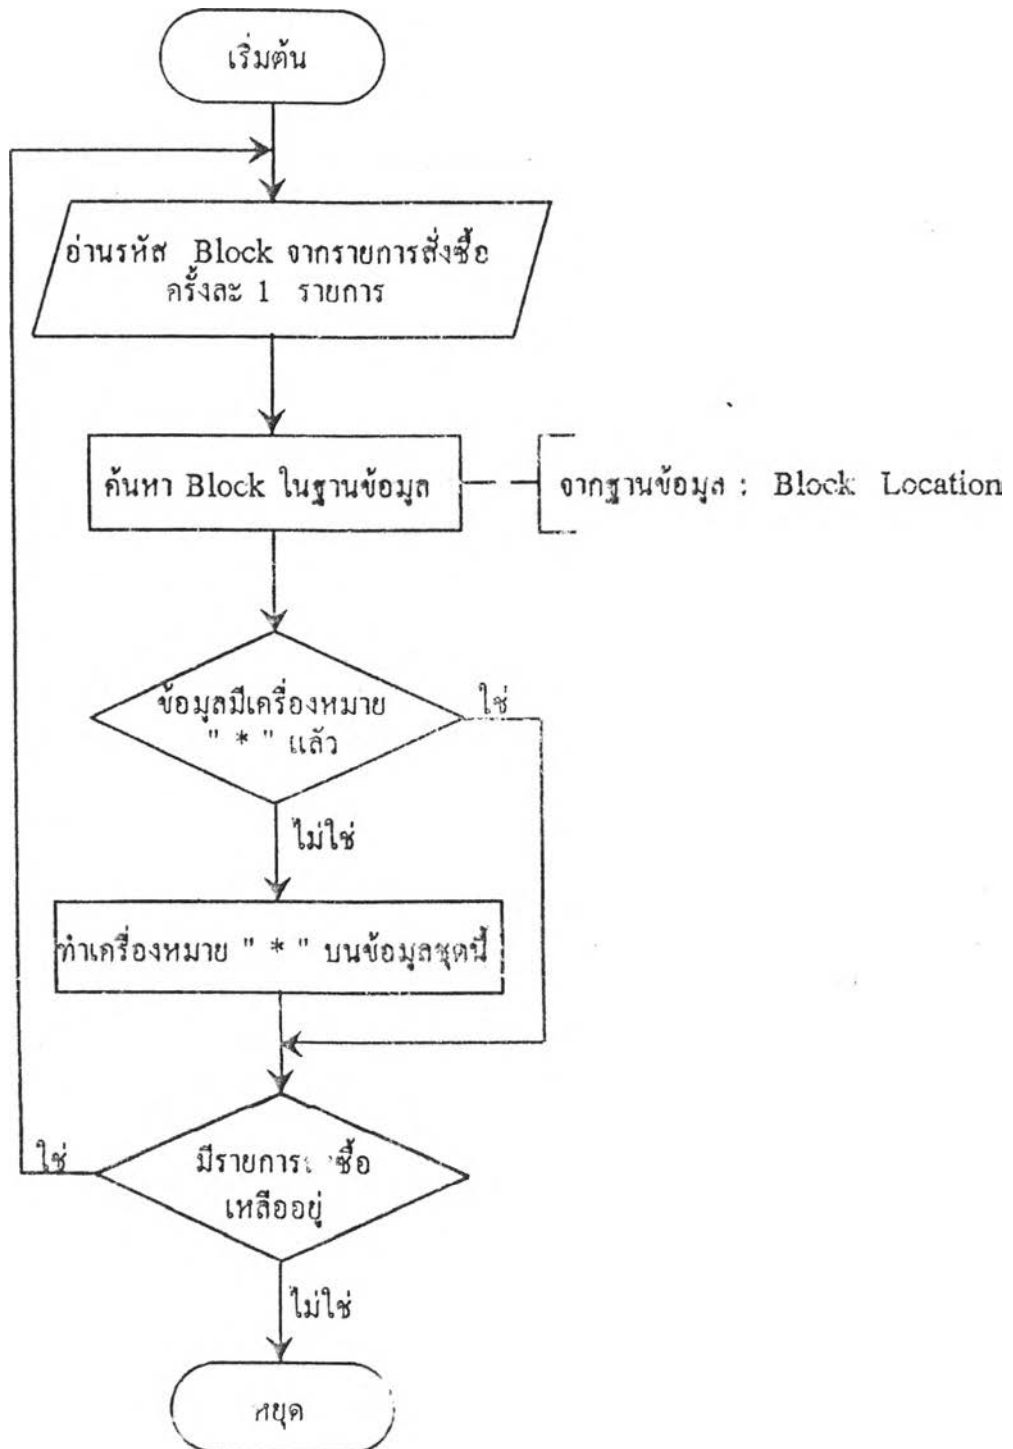 เริ่มต้น
อ่านรหัส Block จากรายการสั่งซื้อ
ครั้งละ 1 รายการ
ค้นหา Block ในฐานข้อมูล
จากฐานข้อมูล : Block Location
ข้อมูลมีเครื่องหมาย
" * " แล้ว
ใช่
ไม่ใช่
ทำเครื่องหมาย " * " บนข้อมูลชุดนี้
ใช่
มีรายการ ซื้อ
เหลืออยู่
ไม่ใช่
หยุด